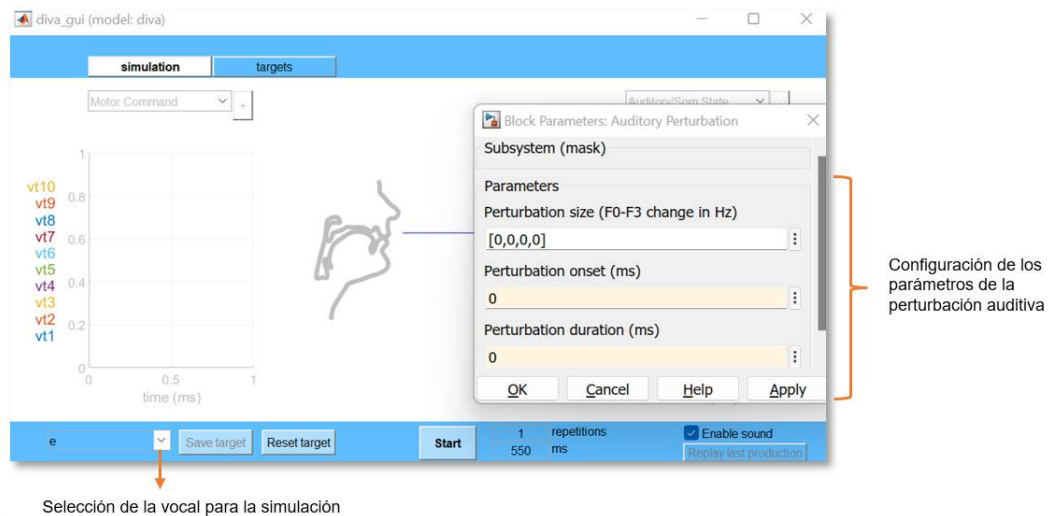 diva_gui (model: diva)
simulation
targets
Motor Command
+
Auditory/Som State
Block Parameters: Auditory Perturbation
Subsystem (mask)
Parameters
Perturbation size (F0-F3 change in Hz)
[0,0,0,0]
Perturbation onset (ms)
0
Perturbation duration (ms)
0
OK
Cancel
Help
Apply
vt10
vt9
vt8
vt7
vt6
vt5
vt4
vt3
vt2
vt1
1
0.8
0.6
0.4
0.2
0
0
0.5
1
time (ms)
Configuración de los
parámetros de la
perturbación auditiva
e
Save target
Reset target
Start
1 repetitions
550 ms
Enable sound
Replay last production
Selección de la vocal para la simulación